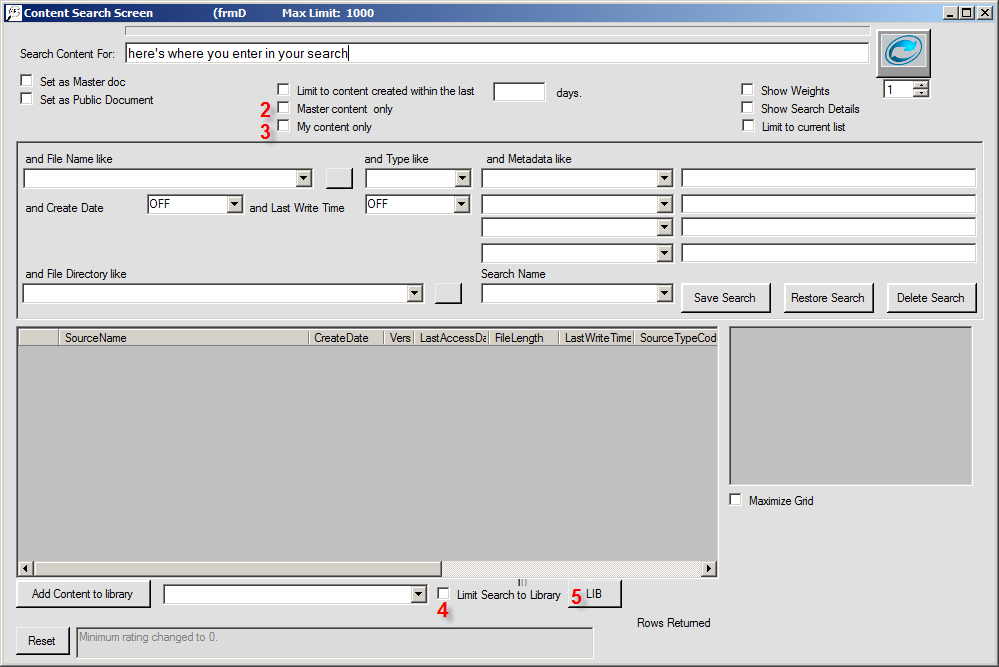 Content Search Screen (frmD Max Limit: 1000
Search Content For: here's where you enter in your search
Set as Master doc
Set as Public Document
Limit to content created within the last days.
2 Master content only
3 My content only
Show Weights
Show Search Details
Limit to current list
1
and File Name like and Type like and Metadata like
and Create Date OFF and Last Write Time OFF
and File Directory like Search Name
Save Search Restore Search Delete Search
SourceName CreateDate Vers LastAccessDa FileLength LastWriteTime SourceTypeCod
Maximize Grid
Add Content to library 4 Limit Search to Library 5 LIB
Rows Returned
Reset Minimum rating changed to 0.